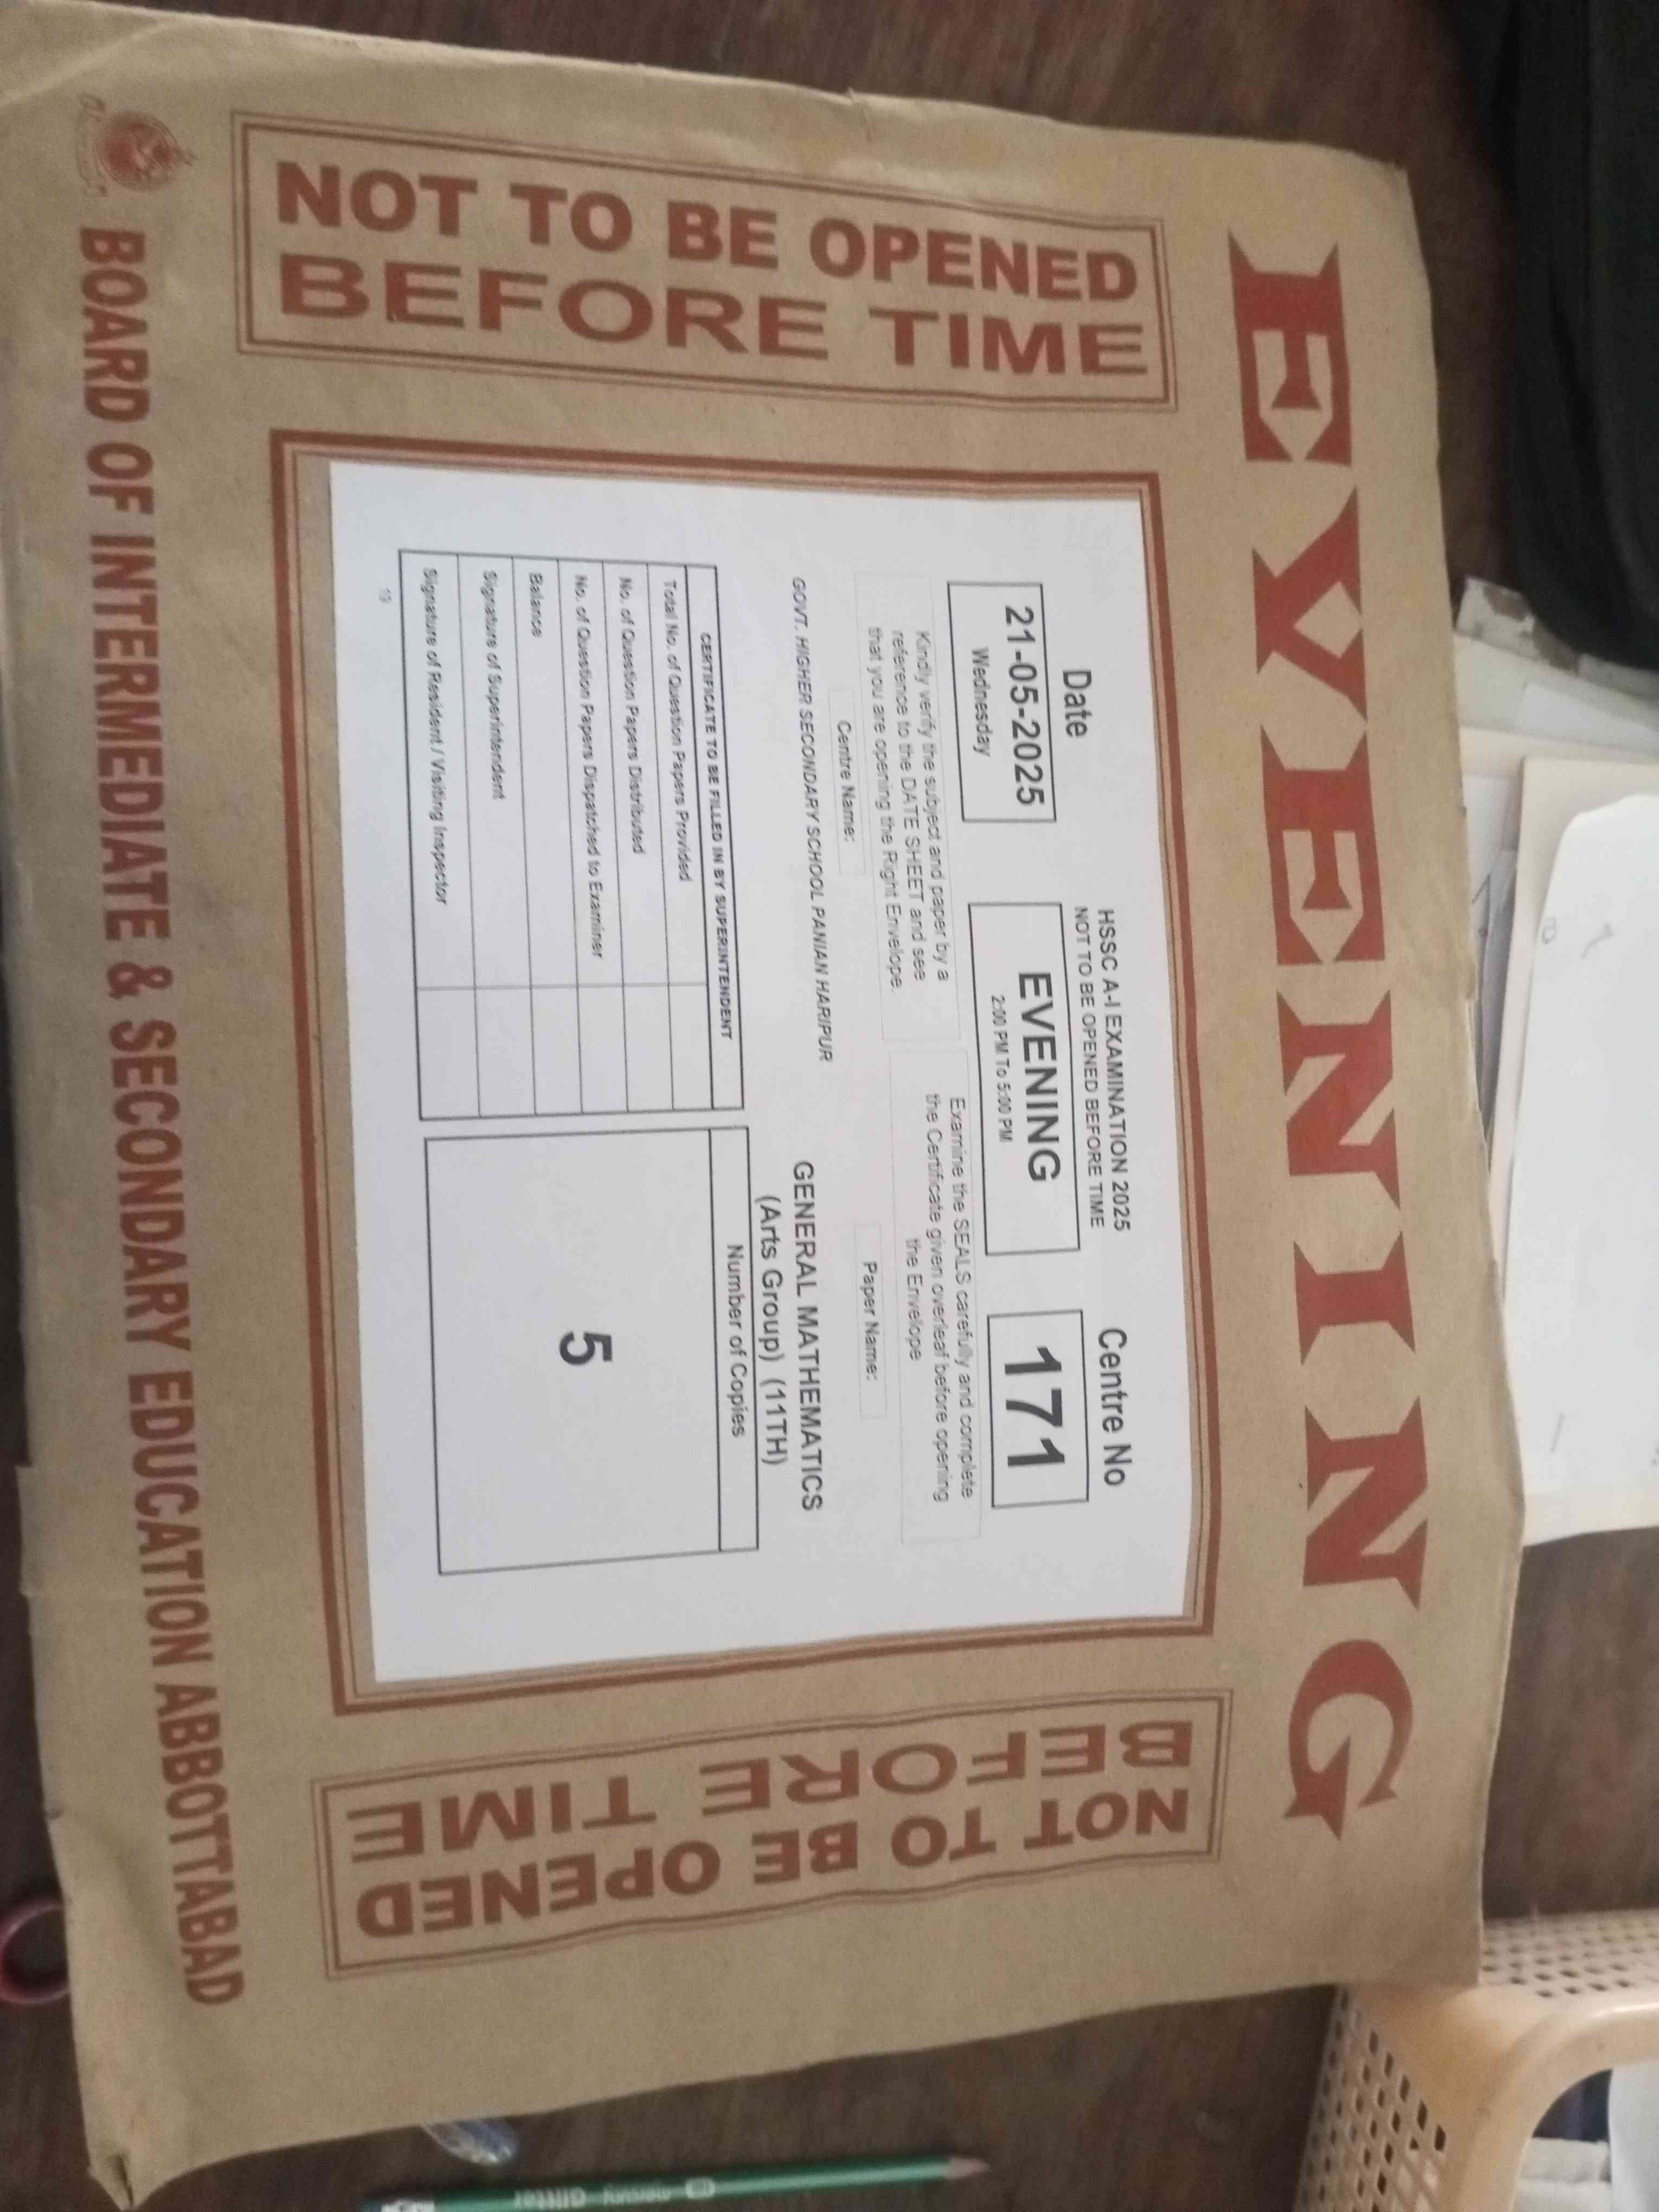 EVENING
NOT TO BE OPENED
BEFORE TIME
Date
21-05-2025
Wednesday
HSSC A-I EXAMINATION 2025
NOT TO BE OPENED BEFORE TIME
EVENING
2:00 PM To 5:00 PM
Centre No
171
Kindly verify the subject and paper by a
reference to the DATE SHEET and see
that you are opening the Right Envelope.
Examine the SEALS carefully and complete
the Certificate given overleaf before opening
the Envelope
Centre Name:
GOVT. HIGHER SECONDARY SCHOOL PANIAN HARIPUR
Paper Name:
GENERAL MATHEMATICS
(Arts Group) (11TH)
CERTIFICATE TO BE FILLED IN BY SUPERINTENDENT
Total No. of Question Papers Provided
No. of Question Papers Distributed
No. of Question Papers Dispatched to Examiner
Balance
Signature of Superintendent
Signature of Resident / Visiting Inspector
Number of Copies
5
19
NOT TO BE OPENED
BEFORE TIME
BOARD OF INTERMEDIATE & SECONDARY EDUCATION ABBOTTABAD
mercury Glitter